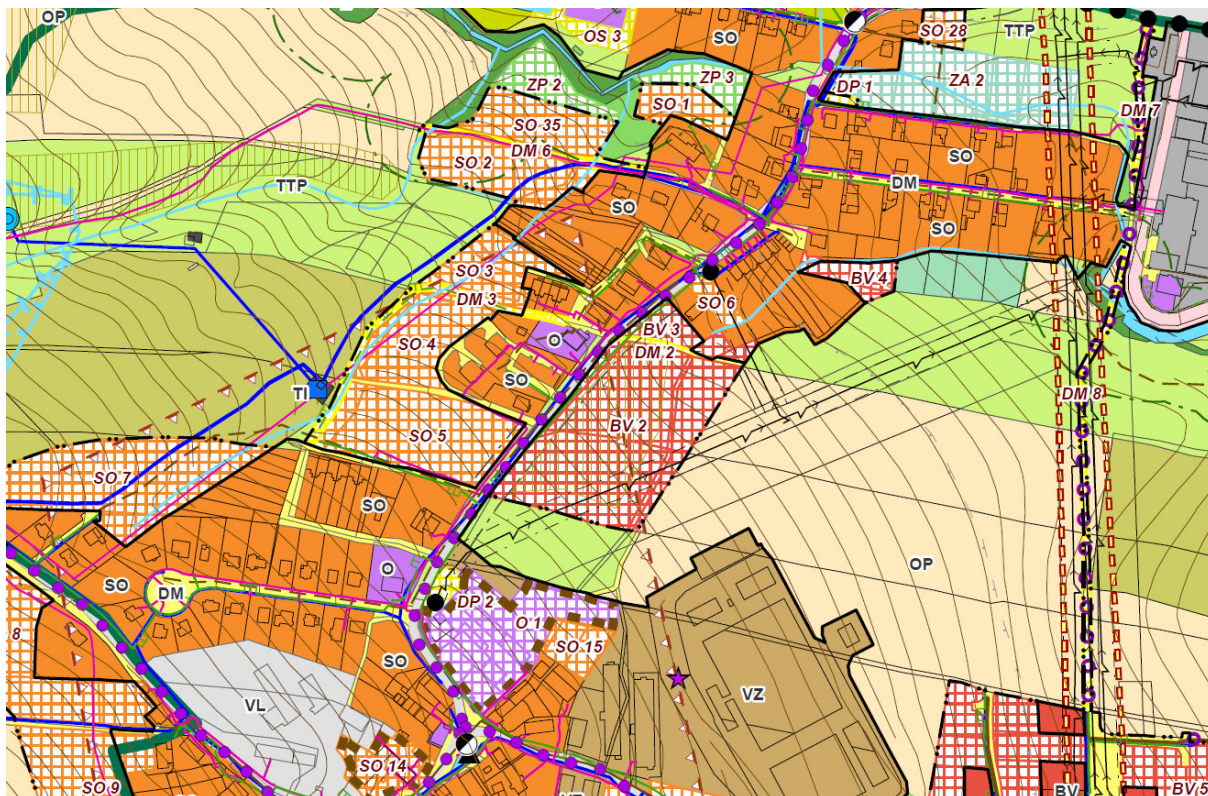 OP
OS 3
SO
SO 28
TTP
ZP 2
ZP 3
DP 1
ZA 2
SO 1
DM 7
SO 35
DM 6
SO 2
SO
TTP
DM
SO
SO
SO 3
BV 4
DM 3
SO 6
BV 3
O
DM 2
SO 4
SO
TI
DM 8
BV 2
SO 5
SO 7
SO
OP
O
SO
DM
DP 2
O 1
8
SO 15
SO
VL
VZ
SO 14
SO 9
BV
BV 5